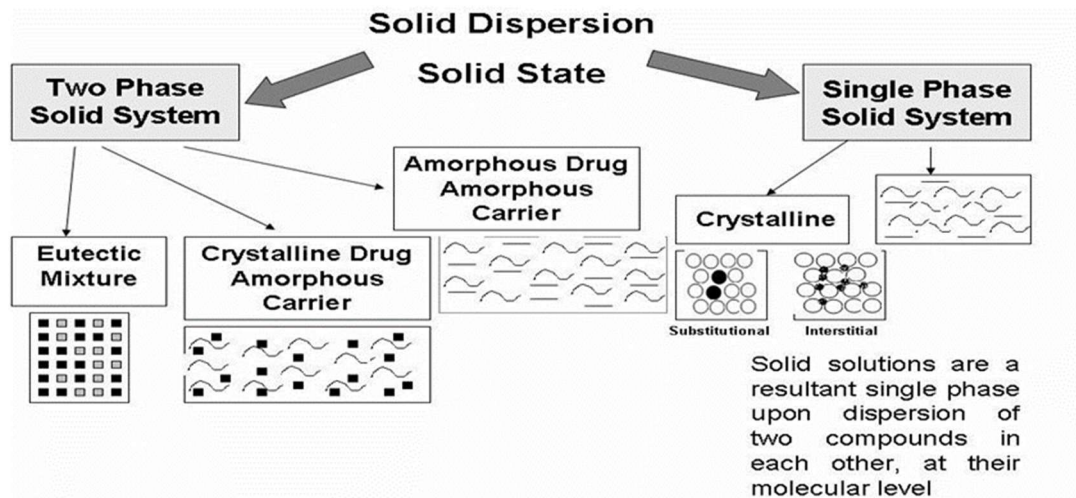 Solid Dispersion
Solid State
Two Phase
Solid System
Single Phase
Solid System
Amorphous Drug
Amorphous
Carrier
Eutectic
Mixture
Crystalline Drug
Amorphous
Carrier
Crystalline
Substitutional
Interstitial
Solid solutions are a
resultant single phase
upon dispersion of
two compounds in
each other, at their
molecular level